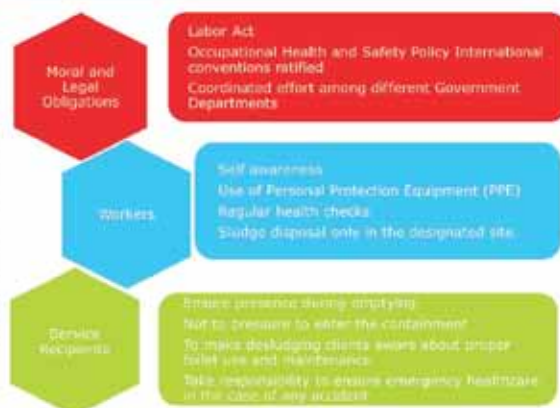 Moral and
Legal
Obligations
Labor Act
Occupational Health and Safety Policy International
conventions ratified
Coordinated effort among different Government
Departments
Workers
Self awareness
Use of Personal Protection Equipment (PPE)
Regular health checks
Sludge disposal only in the designated site.
Service
Recipients
Ensure presence during emptying
Not to pressure to enter the containment
To make desludging clients aware about proper
toilet use and maintenance
Take responsibility to ensure emergency healthcare
in the case of any accident